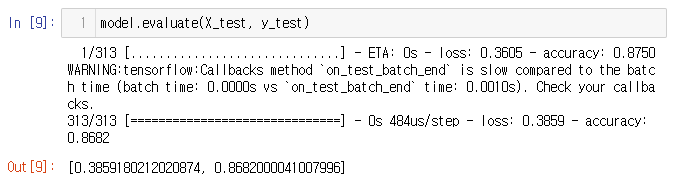 In [9]: 1 model.evaluate(X_test, y_test)
1/313 [..............................] - ETA: 0s - loss: 0.3605 - accuracy: 0.8750
WARNING:tensorflow:Callbacks method `on_test_batch_end` is slow compared to the batc
h time (batch time: 0.0000s vs `on_test_batch_end` time: 0.0010s). Check your callba
cks.
313/313 [==============================] - 0s 484us/step - loss: 0.3859 - accuracy:
0.8682
Out[9]: [0.3859180212020874, 0.8682000041007996]